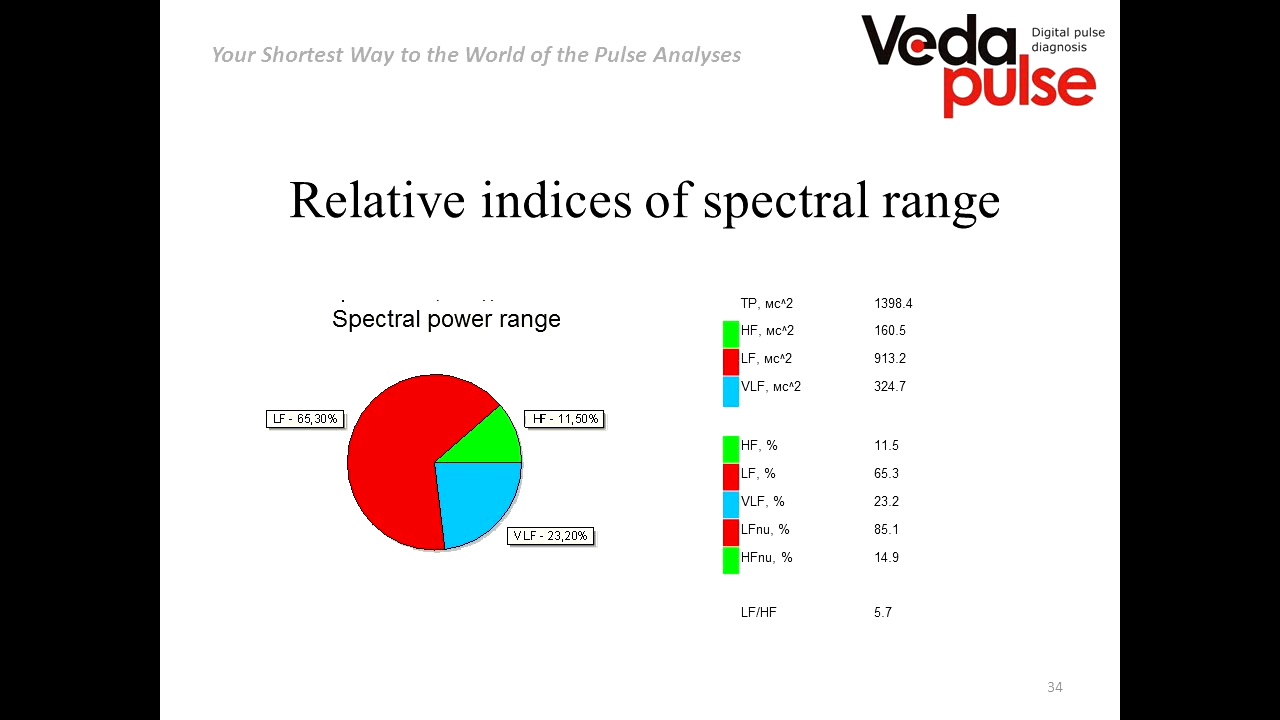 Your Shortest Way to the World of the Pulse Analyses
Veda
pulse
Digital pulse
diagnosis
Relative indices of spectral range
Spectral power range
LF - 65,30%
HF - 11,50%
VLF - 23,20%
TP, мс^2 1398.4
HF, мс^2 160.5
LF, мс^2 913.2
VLF, мс^2 324.7
HF, % 11.5
LF, % 65.3
VLF, % 23.2
LFnu, % 85.1
HFnu, % 14.9
LF/HF 5.7
34